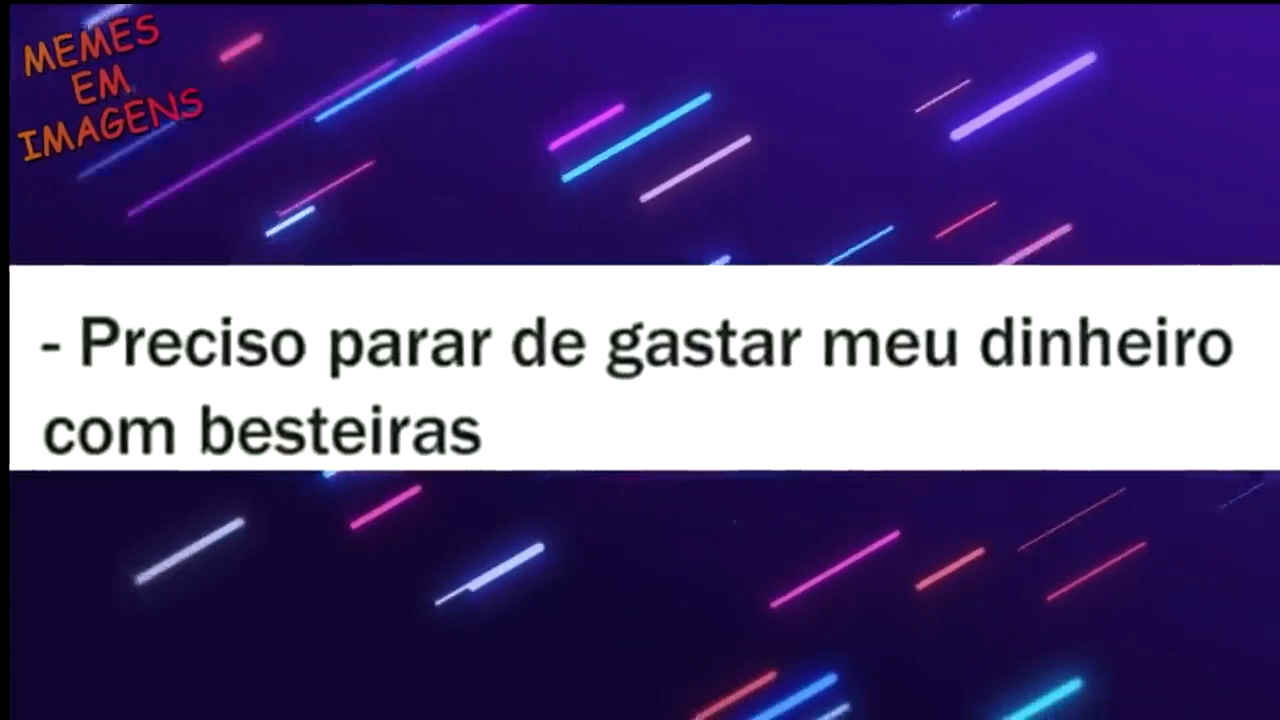 MEMES
EM
IMAGENS
- Preciso parar de gastar meu dinheiro
com besteiras